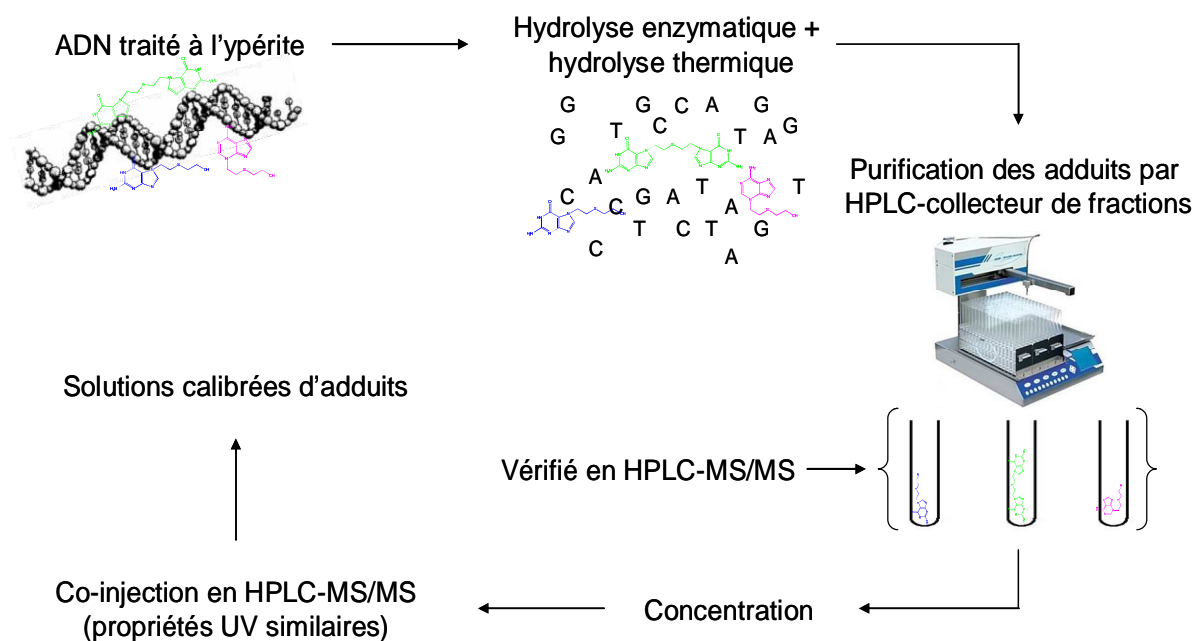 ADN traité à l'ypérite
Hydrolyse enzymatique +
hydrolyse thermique
G G C A G
G T C T A G
A
C C G A T T
C T C T A G
C A
Purification des adduits par
HPLC-collecteur de fractions
Vérifié en HPLC-MS/MS
Concentration
Co-injection en HPLC-MS/MS
(propriétés UV similaires)
Solutions calibrées d'adduits